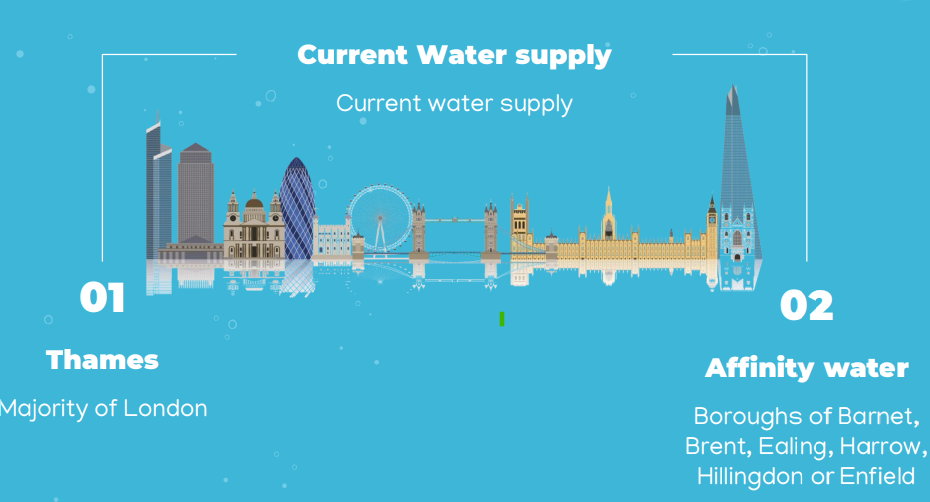 Current Water supply
Current water supply
01
Thames
Majority of London
02
Affinity water
Boroughs of Barnet,
Brent, Ealing, Harrow,
Hillingdon or Enfield